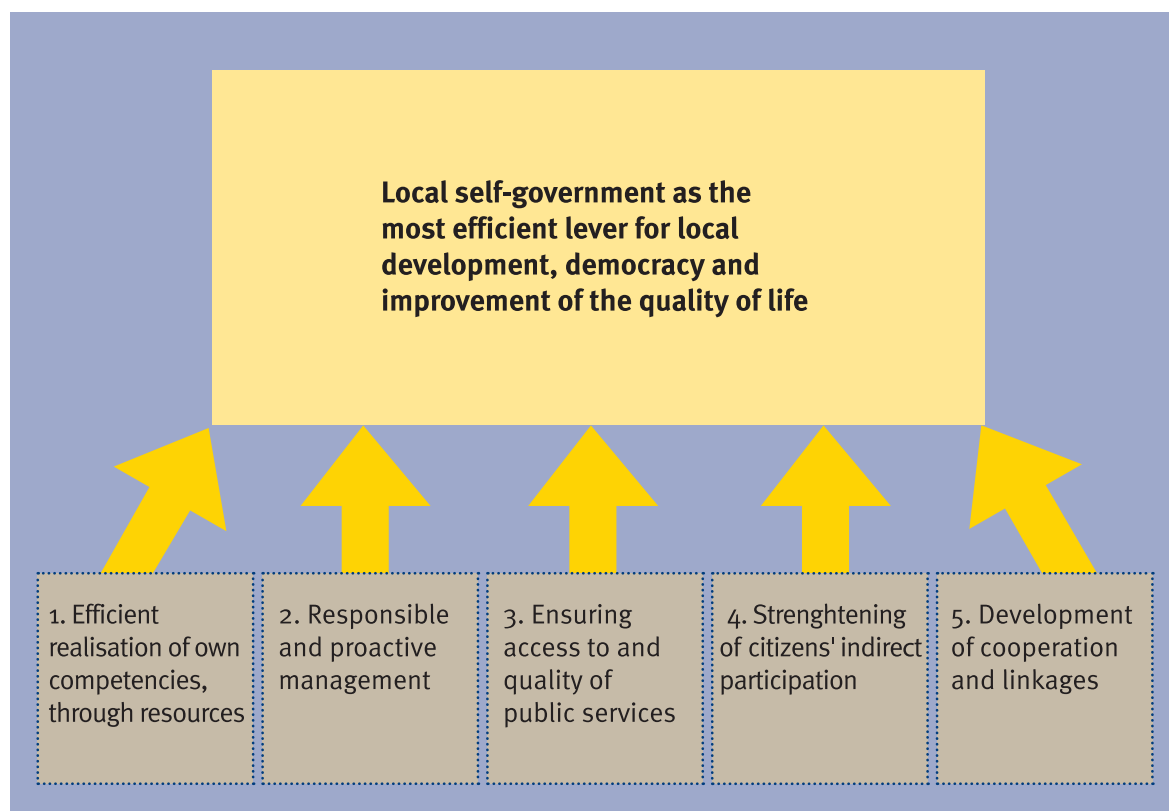 Local self-government as the
most efficient lever for local
development, democracy and
improvement of the quality of life
1. Efficient
realisation of own
competencies,
through resources
2. Responsible
and proactive
management
3. Ensuring
access to and
quality of
public services
4. Strenghtening
of citizens' indirect
participation
5. Development
of cooperation
and linkages